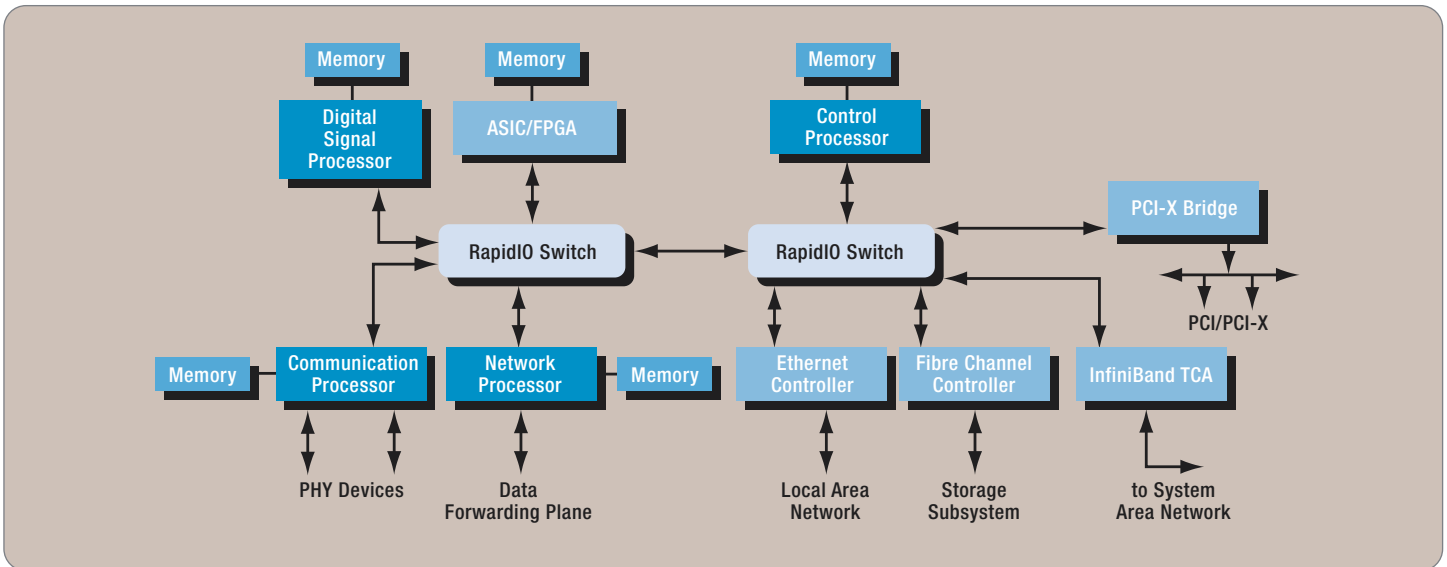 Memory
Memory
Memory
Digital
Signal
Processor
ASIC/FPGA
Control
Processor
PCI-X Bridge
RapidIO Switch
RapidIO Switch
PCI/PCI-X
Memory
Communication
Processor
Network
Processor
Memory
Ethernet
Controller
Fibre Channel
Controller
InfiniBand TCA
PHY Devices
Data
Forwarding Plane
Local Area
Network
Storage
Subsystem
to System
Area Network